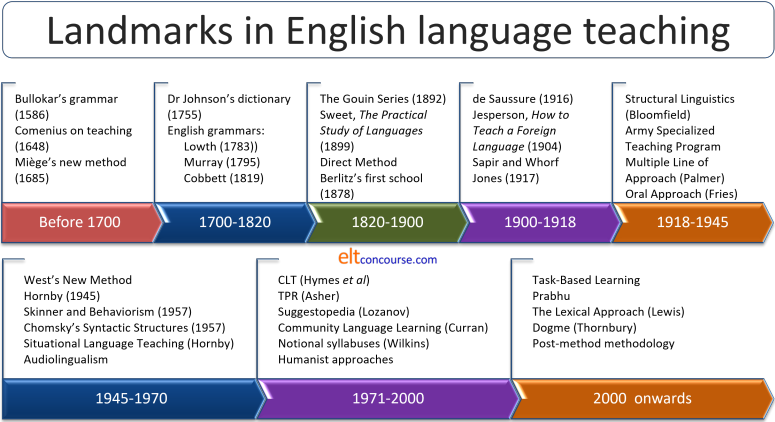 Landmarks in English language teaching
Bullokar's grammar
(1586)
Comenius on teaching
(1648)
Miège's new method
(1685)
Before 1700
Dr Johnson's dictionary
(1755)
English grammars:
Lowth (1783))
Murray (1795)
Cobbett (1819)
1700-1820
The Gouin Series (1892)
Sweet, The Practical
Study of Languages
(1899)
Direct Method
Berlitz's first school
(1878)
1820-1900
de Saussure (1916)
Jesperson, How to
Teach a Foreign
Language (1904)
Sapir and Whorf
Jones (1917)
1900-1918
Structural Linguistics
(Bloomfield)
Army Specialized
Teaching Program
Multiple Line of
Approach (Palmer)
Oral Approach (Fries)
1918-1945
eltconcourse.com
West's New Method
Hornby (1945)
Skinner and Behaviorism (1957)
Chomsky's Syntactic Structures (1957)
Situational Language Teaching (Hornby)
Audiolingualism
1945-1970
CLT (Hymes et al)
TPR (Asher)
Suggestopedia (Lozanov)
Community Language Learning (Curran)
Notional syllabuses (Wilkins)
Humanist approaches
1971-2000
Task-Based Learning
Prabhu
The Lexical Approach (Lewis)
Dogme (Thornbury)
Post-method methodology
2000 onwards